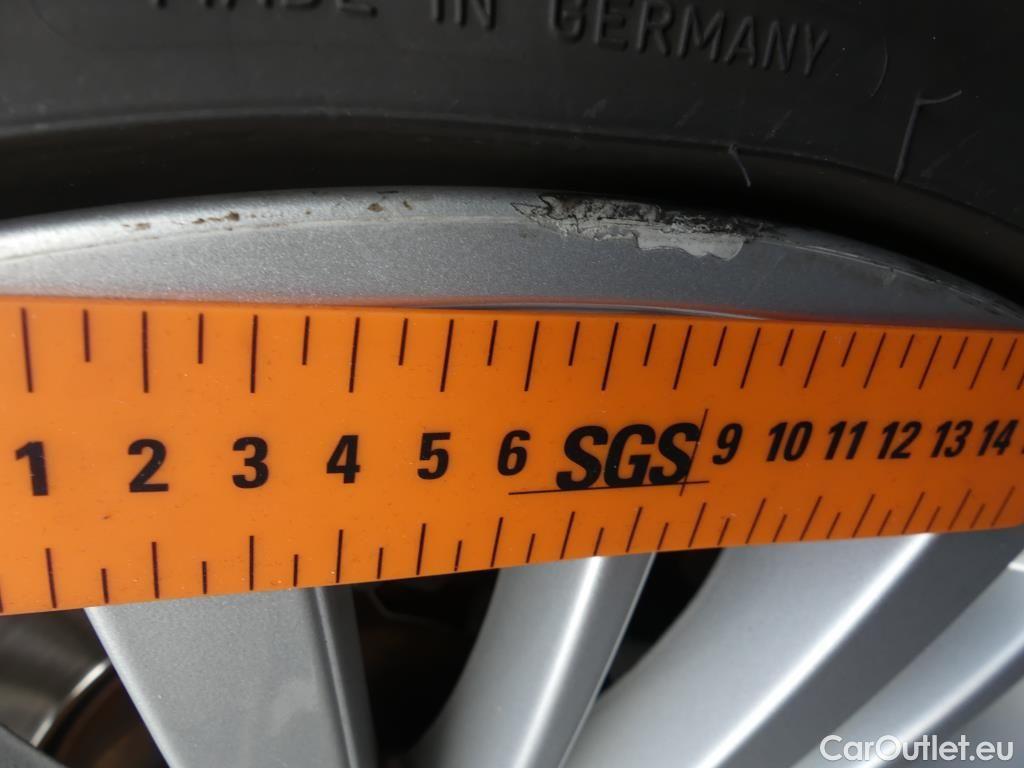 MADE IN GERMANY
1 2 3 4 5 6 SGS 9 10 11 12 13 14
CarOutlet.eu